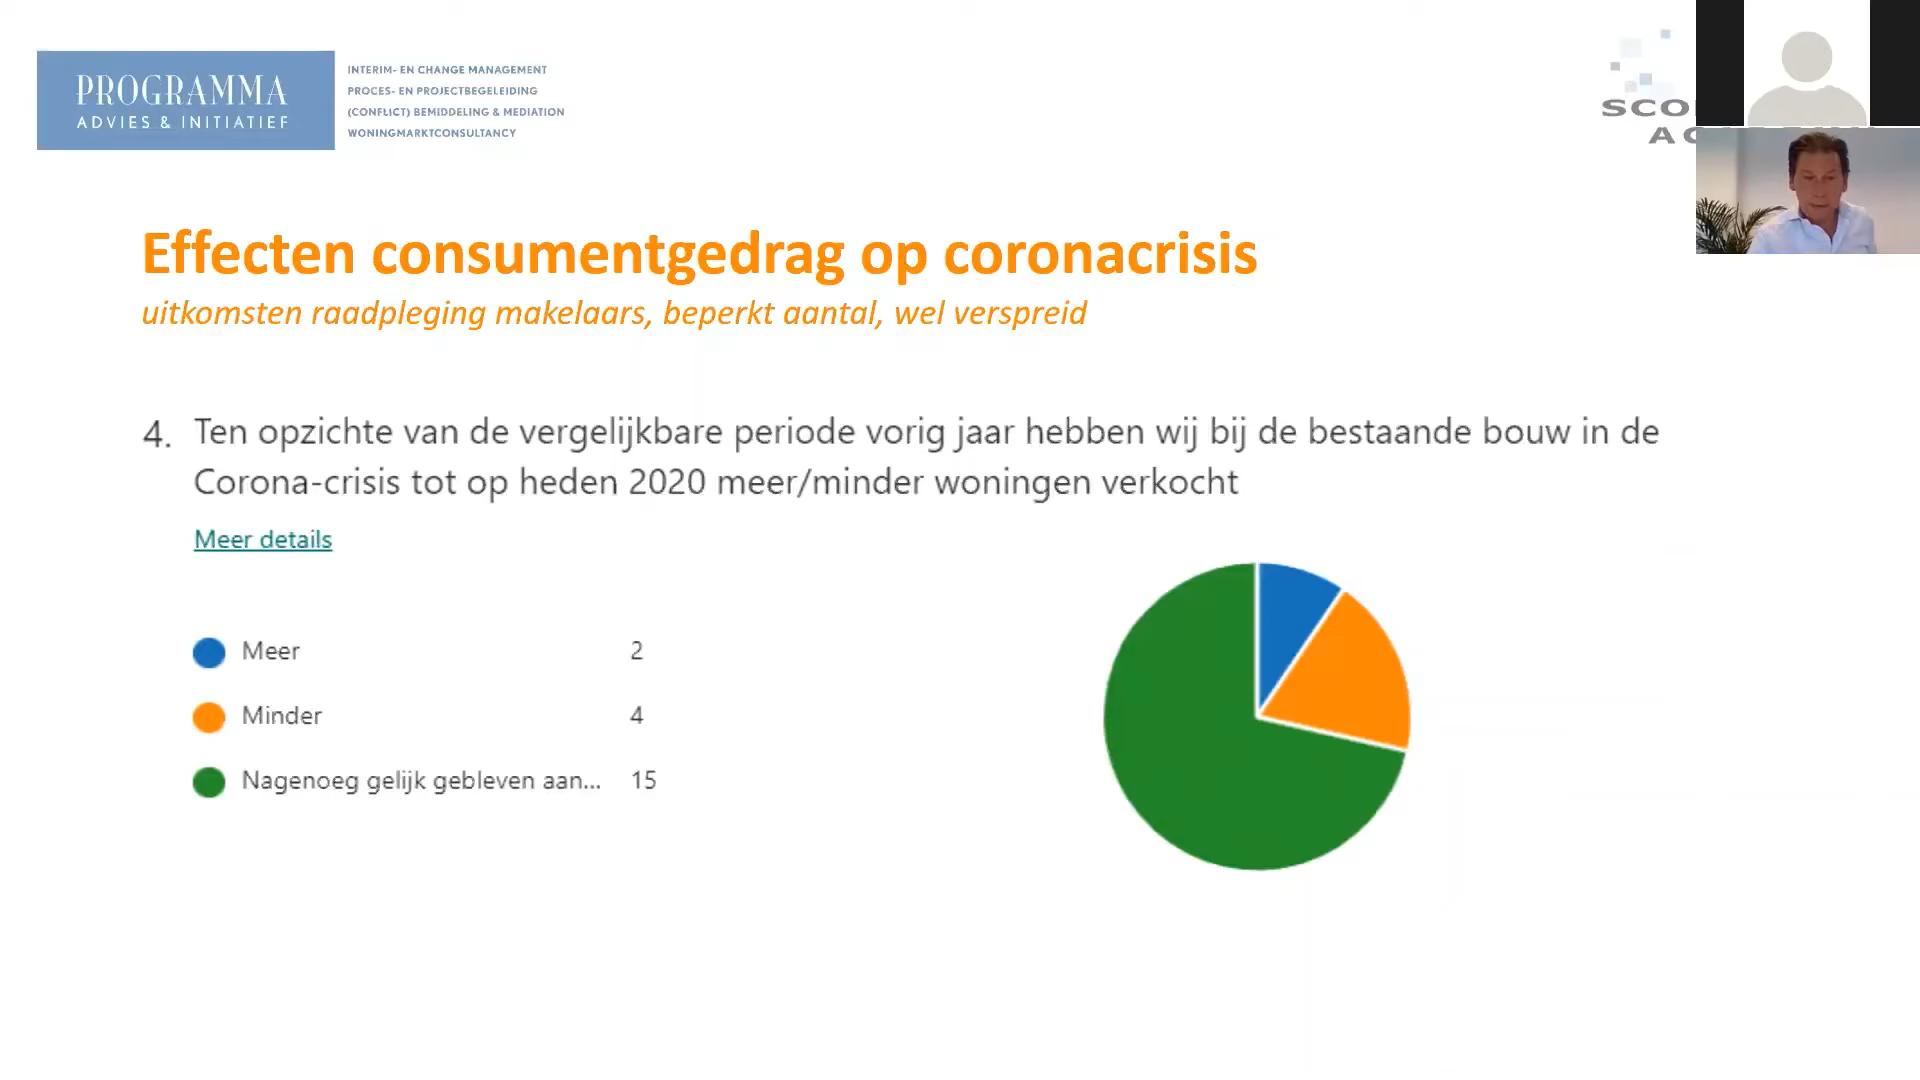 PROGRAMMA
ADVIES & INITIATIEF
INTERIM- EN CHANGE MANAGEMENT
PROCES- EN PROJECTBEGELEIDING
(CONFLICT) BEMIDDELING & MEDIATION
WONINGMARKTCONSULTANCY
Effecten consumentgedrag op coronacrisis
uitkomsten raadpleging makelaars, beperkt aantal, wel verspreid
4. Ten opzichte van de vergelijkbare periode vorig jaar hebben wij bij de bestaande bouw in de
Corona-crisis tot op heden 2020 meer/minder woningen verkocht
Meer details
Meer 2
Minder 4
Nagenoeg gelijk gebleven aan... 15